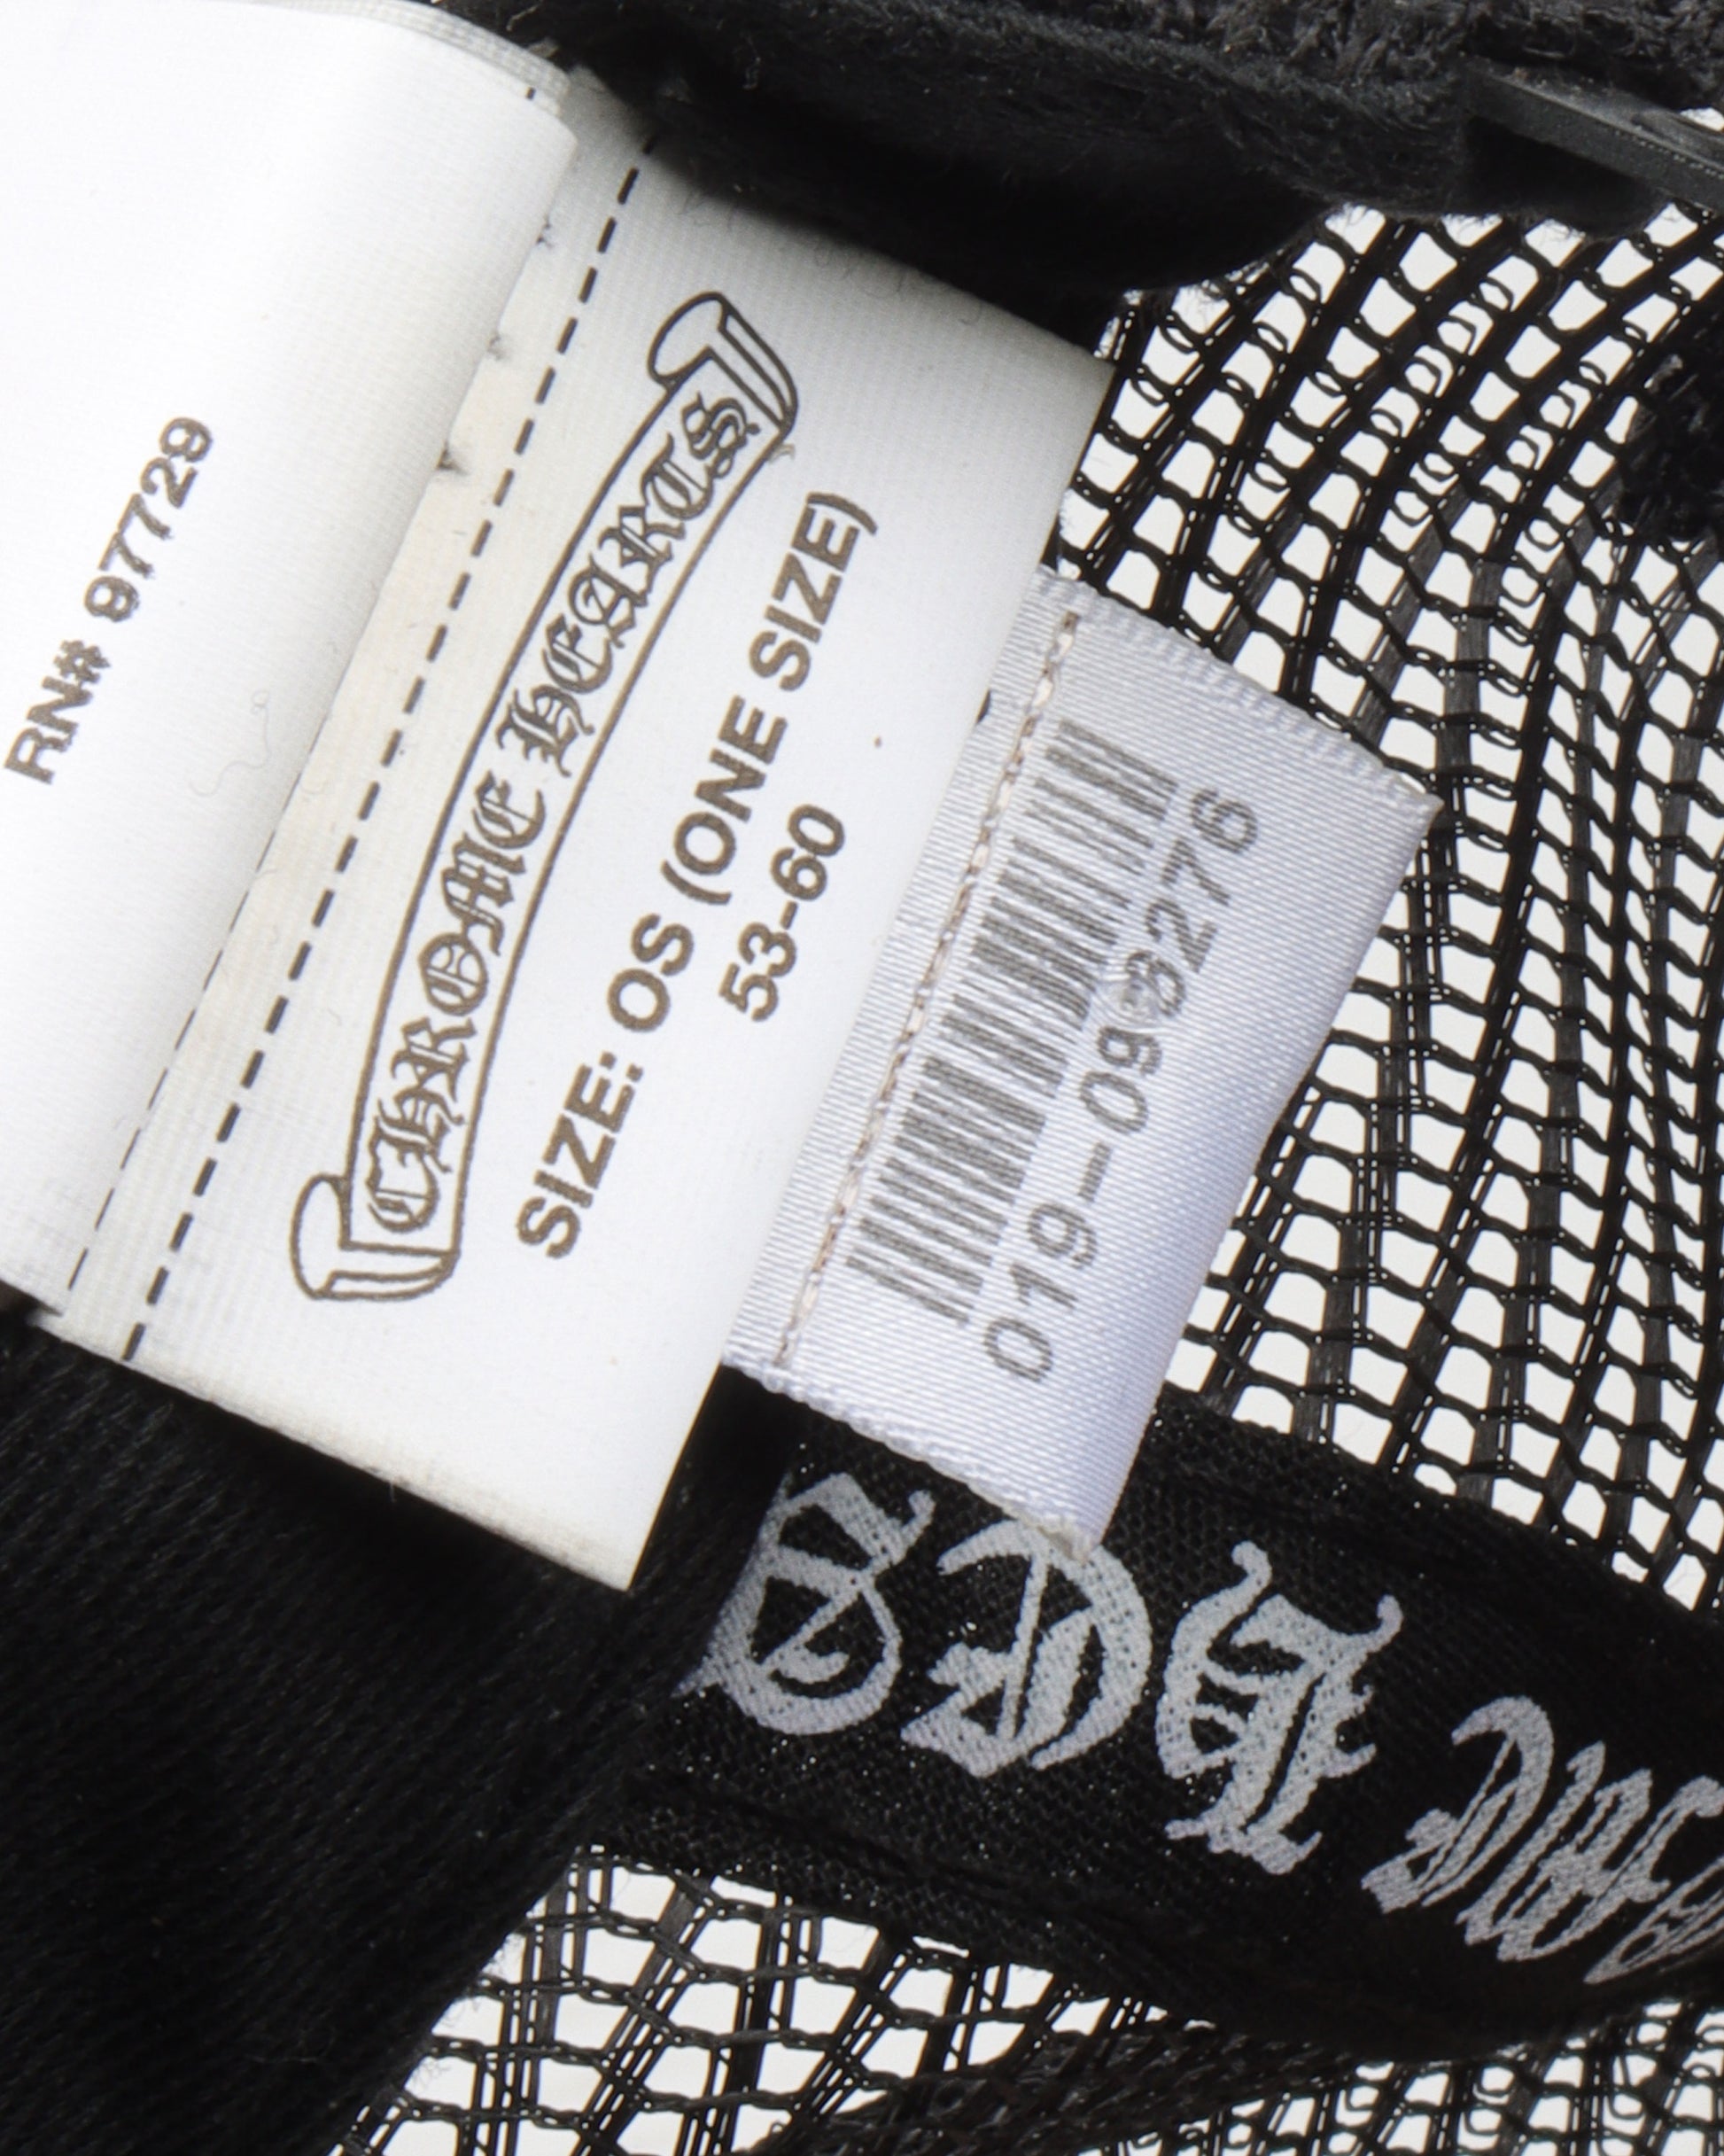 RN# 97729
CHROME HEARTS
SIZE: OS (ONE SIZE)
53-60
019-098276